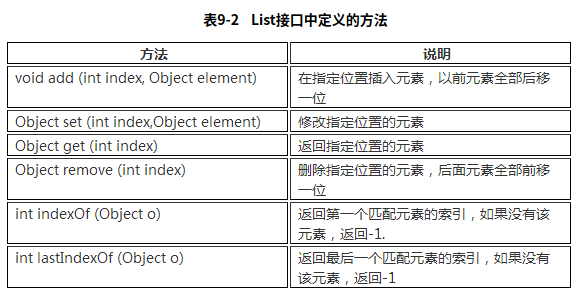 表9-2 List接口中定义的方法
方法 说明
void add (int index, Object element) 在指定位置插入元素，以前元素全部后移
一位
Object set (int index,Object element) 修改指定位置的元素
Object get (int index) 返回指定位置的元素
Object remove (int index) 删除指定位置的元素，后面元素全部前移
一位
int indexOf (Object o) 返回第一个匹配元素的索引，如果没有该
元素，返回-1.
int lastIndexOf (Object o) 返回最后一个匹配元素的索引，如果没有
该元素，返回-1